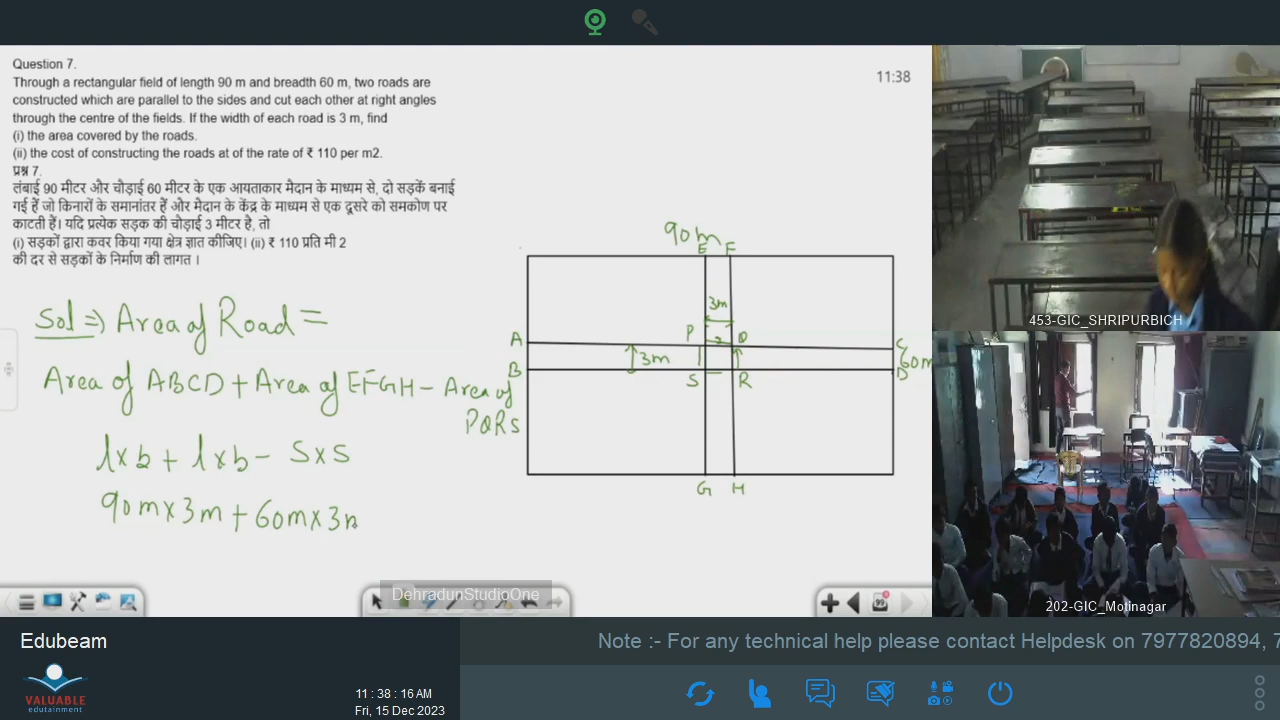 Question 7.
Through a rectangular field of length 90 m and breadth 60 m, two roads are
constructed which are parallel to the sides and cut each other at right angles
through the centre of the fields. If the width of each road is 3 m, find
(i) the area covered by the roads.
(ii) the cost of constructing the roads at of the rate of ₹ 110 per m2.
प्रश्न 7.
लंबाई 90 मीटर और चौड़ाई 60 मीटर के एक आयताकार मैदान के माध्यम से, दो सड़कें बनाई
गई हैं जो किनारों के समानांतर हैं और मैदान के केंद्र के माध्यम से एक दूसरे को समकोण पर
काटती हैं। यदि प्रत्येक सड़क की चौड़ाई 3 मीटर है, तो
(i) सड़कों द्वारा कवर किया गया क्षेत्र ज्ञात कीजिए। (ii) ₹ 110 प्रति मी 2
की दर से सड़कों के निर्माण की लागत ।
11:38
Sol ⇒ Area of Road =
Area of ABCD + Area of EFGH - Area of
PQRS
l×b + l×b - S×S
90m×3m + 60m×3m
90m
E F
3m
A P Q C
3
3m
60m
B S R D
G H
453-GIC_SHRIPURBICH
202-GIC_Motinagar
DehradunStudioOne
99
Edubeam
VALUABLE
edutainment
11 : 38 : 16 AM
Fri, 15 Dec 2023
Note :- For any technical help please contact Helpdesk on 7977820894, 7